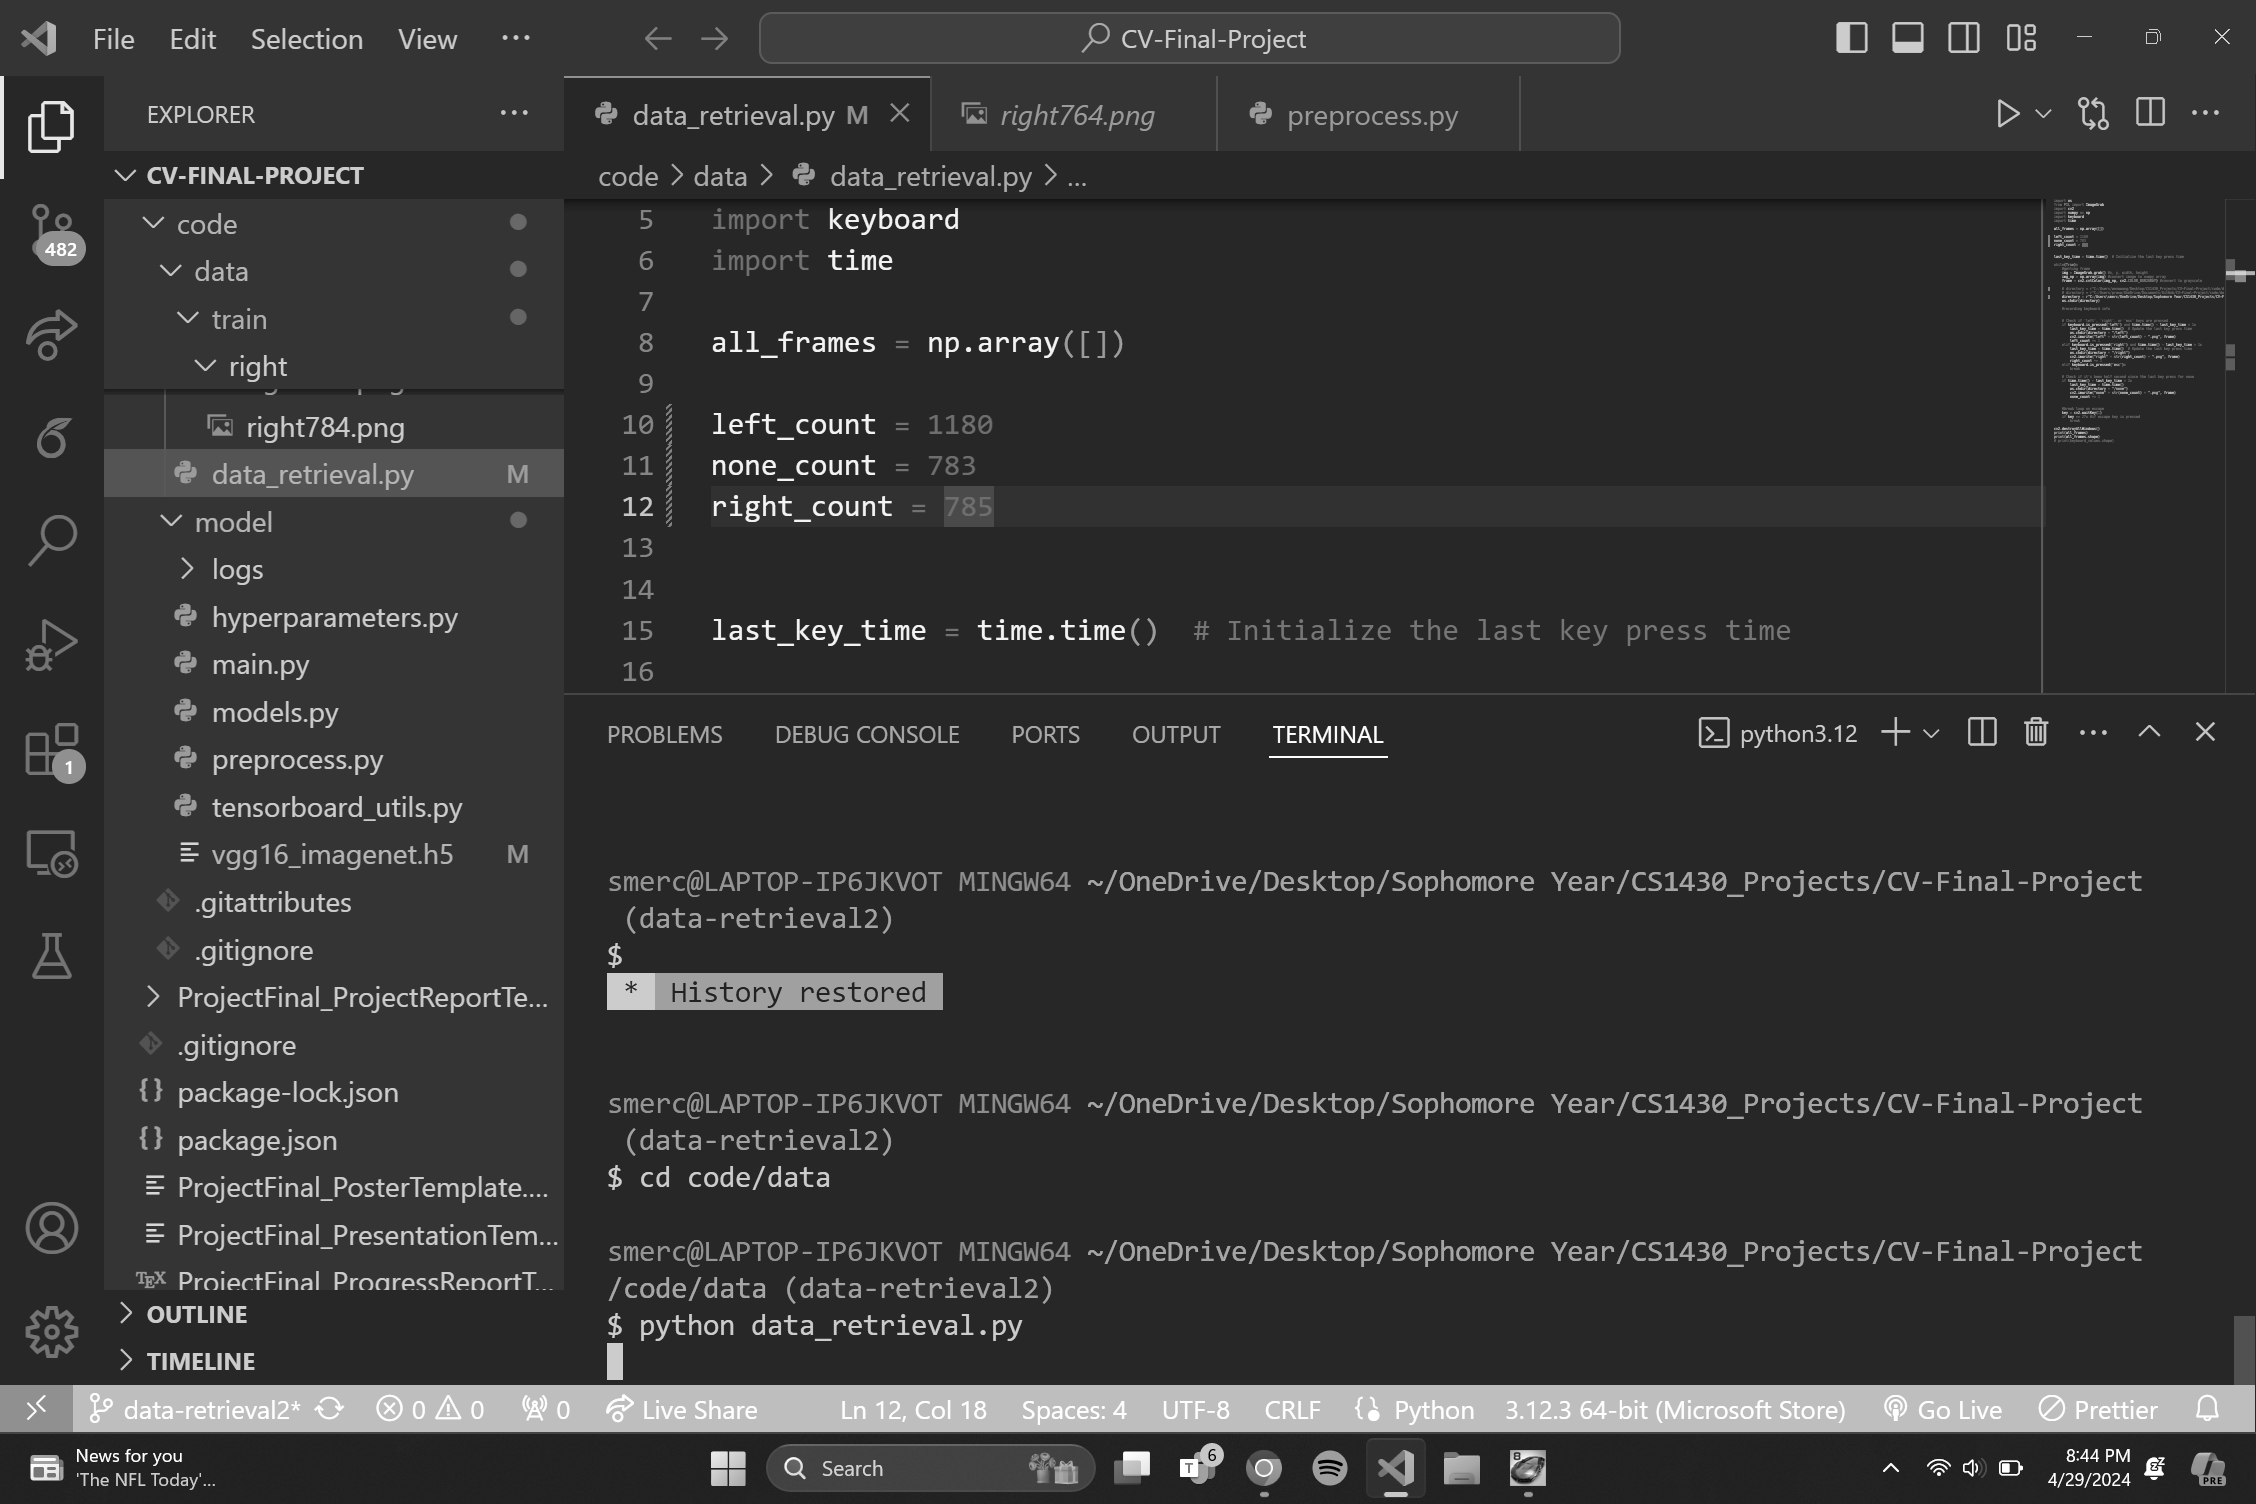 File Edit Selection View ...
CV-Final-Project
EXPLORER
CV-FINAL-PROJECT
code
data
train
right
right784.png
data_retrieval.py M
model
logs
hyperparameters.py
main.py
models.py
preprocess.py
tensorboard_utils.py
vgg16_imagenet.h5 M
.gitattributes
.gitignore
ProjectFinal_ProjectReportTe...
.gitignore
{} package-lock.json
{} package.json
ProjectFinal_PosterTemplate....
ProjectFinal_PresentationTem...
TEX ProjectFinal_ProgressReportT...
OUTLINE
TIMELINE
482
1
data_retrieval.py M
right764.png
preprocess.py
code > data > data_retrieval.py > ...
5 import keyboard
6 import time
7
8 all_frames = np.array([])
9
10 left_count = 1180
11 none_count = 783
12 right_count = 785
13
14
15 last_key_time = time.time() # Initialize the last key press time
16
PROBLEMS DEBUG CONSOLE PORTS OUTPUT TERMINAL
python3.12
smerc@LAPTOP-IP6JKVOT MINGW64 ~/OneDrive/Desktop/Sophomore Year/CS1430_Projects/CV-Final-Project
(data-retrieval2)
$
* History restored
smerc@LAPTOP-IP6JKVOT MINGW64 ~/OneDrive/Desktop/Sophomore Year/CS1430_Projects/CV-Final-Project
(data-retrieval2)
$ cd code/data
smerc@LAPTOP-IP6JKVOT MINGW64 ~/OneDrive/Desktop/Sophomore Year/CS1430_Projects/CV-Final-Project
/code/data (data-retrieval2)
$ python data_retrieval.py
data-retrieval2* 0 0 0 Live Share Ln 12, Col 18 Spaces: 4 UTF-8 CRLF Python 3.12.3 64-bit (Microsoft Store) Go Live Prettier
News for you
'The NFL Today'...
Search
T
6
8
8:44 PM
4/29/2024
PRE